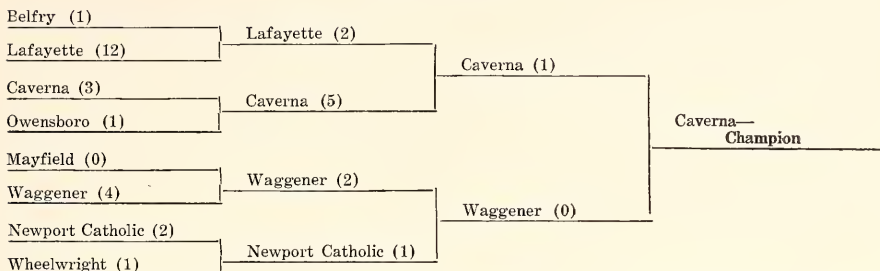 Belfry (1)
Lafayette (12)
Caverna (3)
Owensboro (1)
Mayfield (0)
Waggener (4)
Newport Catholic (2)
Wheelwright (1)
Lafayette (2)
Caverna (5)
Waggener (2)
Newport Catholic (1)
Caverna (1)
Waggener (0)
Caverna—
Champion